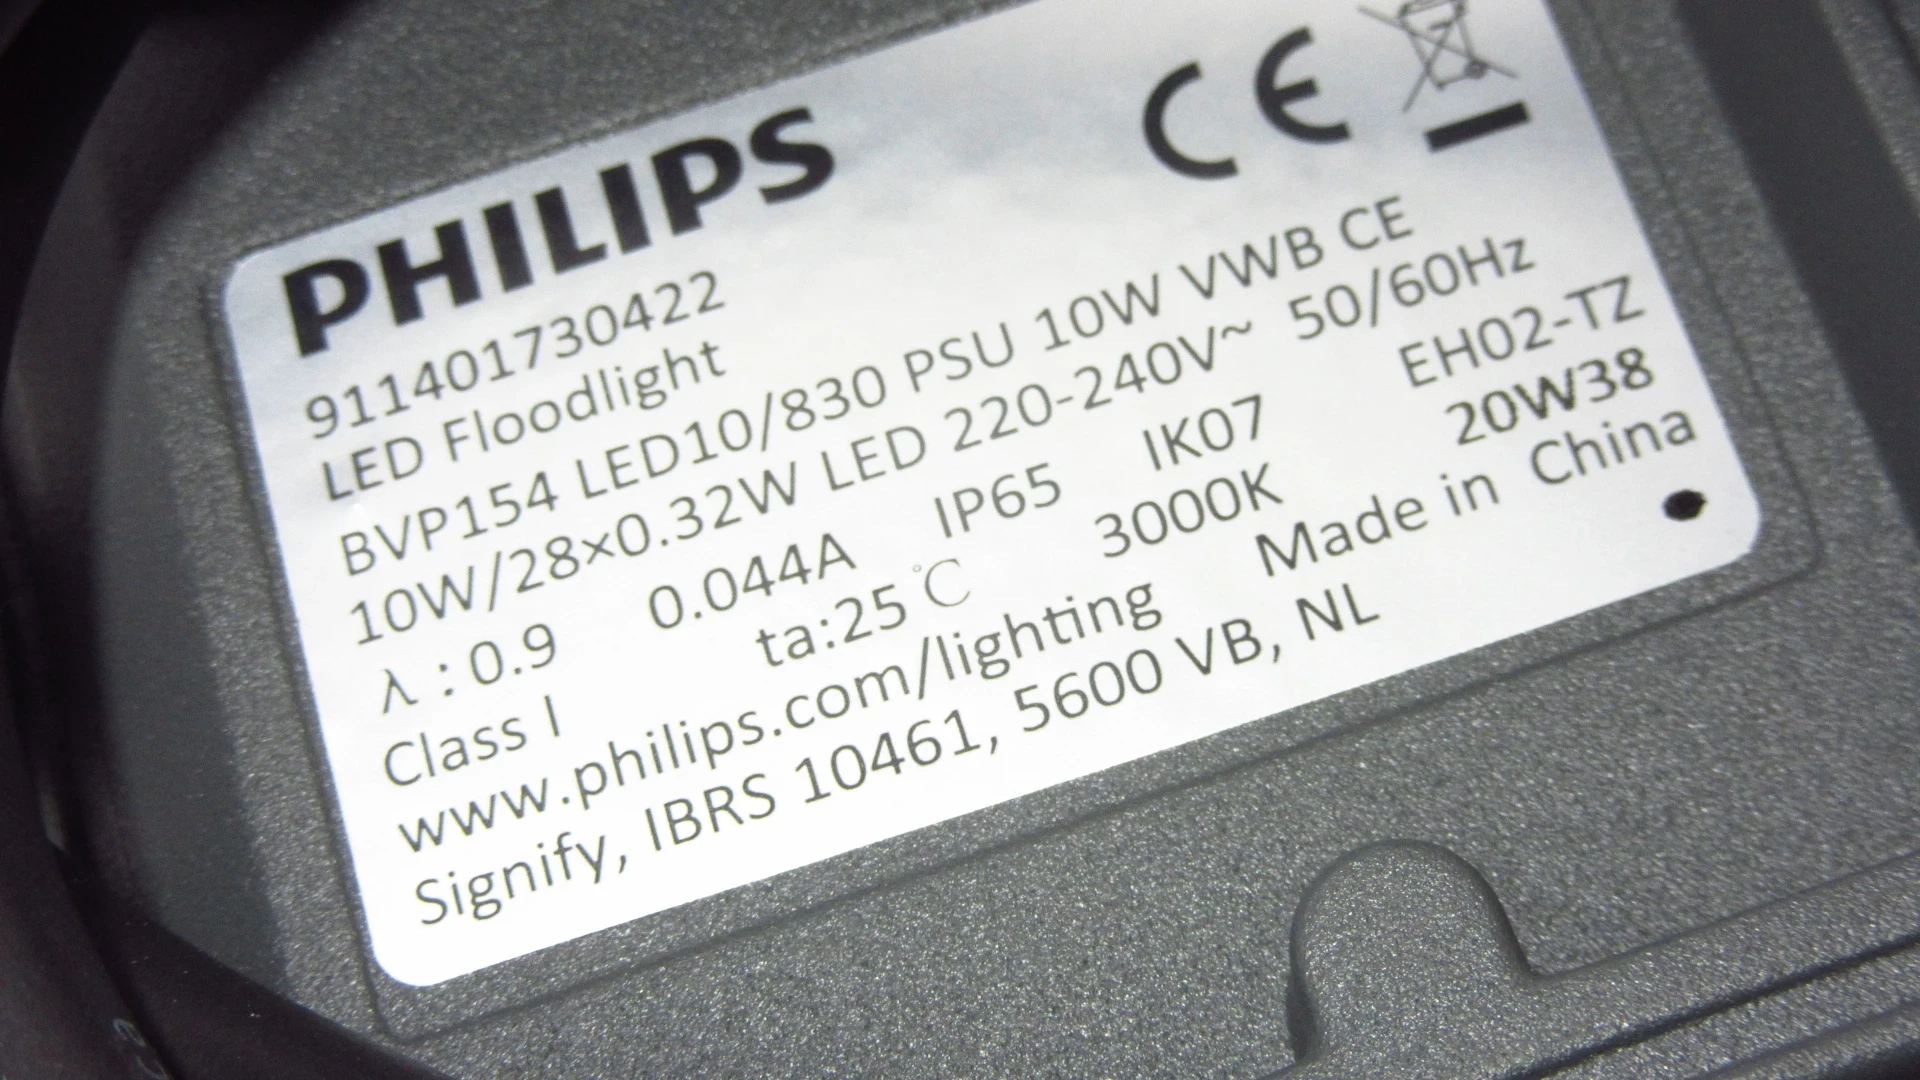 PHILIPS CE
911401730422
LED Floodlight
BVP154 LED10/830 PSU 10W VWB CE
10W/28×0.32W LED 220-240V~ 50/60Hz
λ : 0.9 0.044A IP65 IK07 EH02-TZ
Class I ta:25℃ 3000K 20W38
www.philips.com/lighting Made in China
Signify, IBRS 10461, 5600 VB, NL